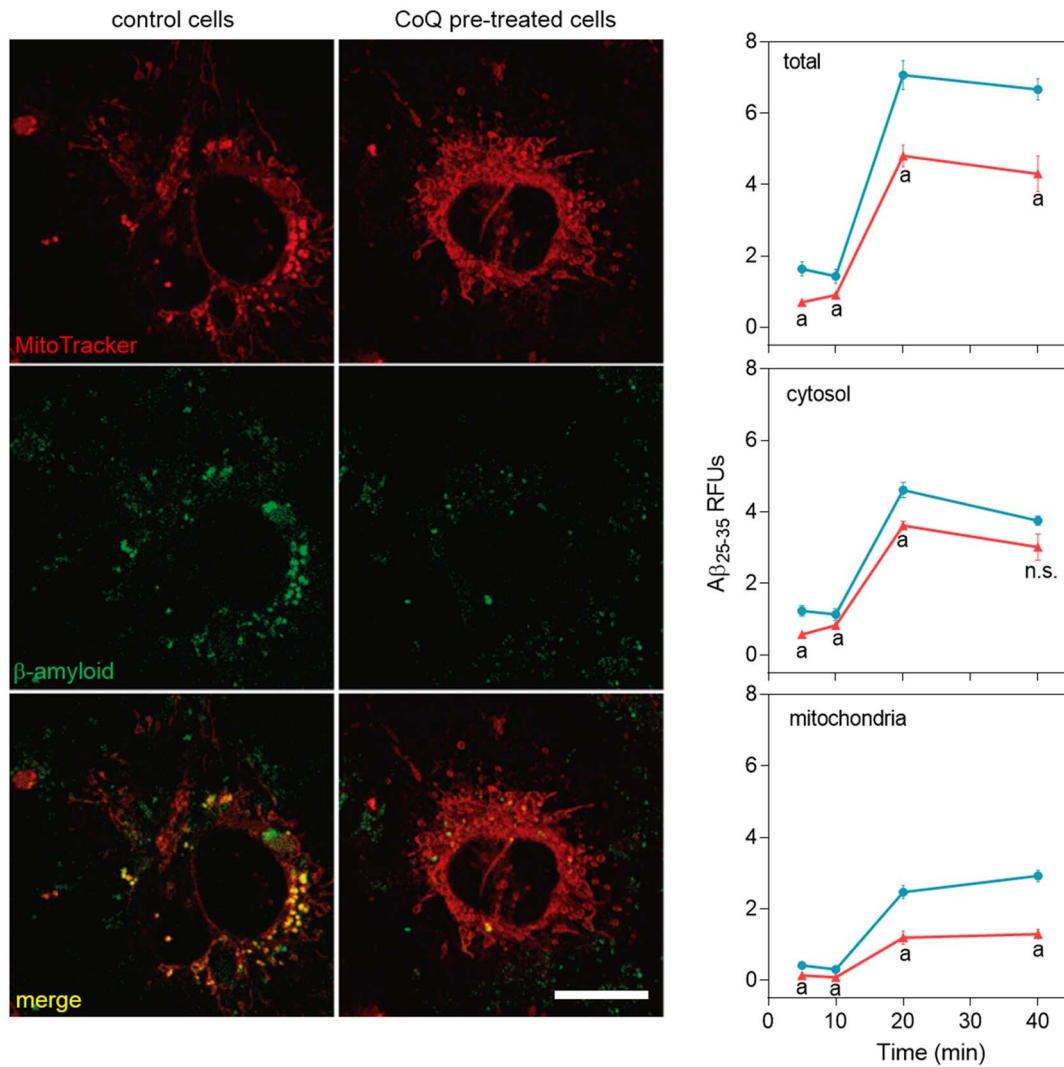 control cells
CoQ pre-treated cells
MitoTracker
β-amyloid
merge
Aβ25-35 RFUs
total
8
6
4
2
0
a
a
a
a
cytosol
8
6
4
2
0
a
a
a
n.s.
mitochondria
8
6
4
2
0
a
a
a
a
0 10 20 30 40
Time (min)